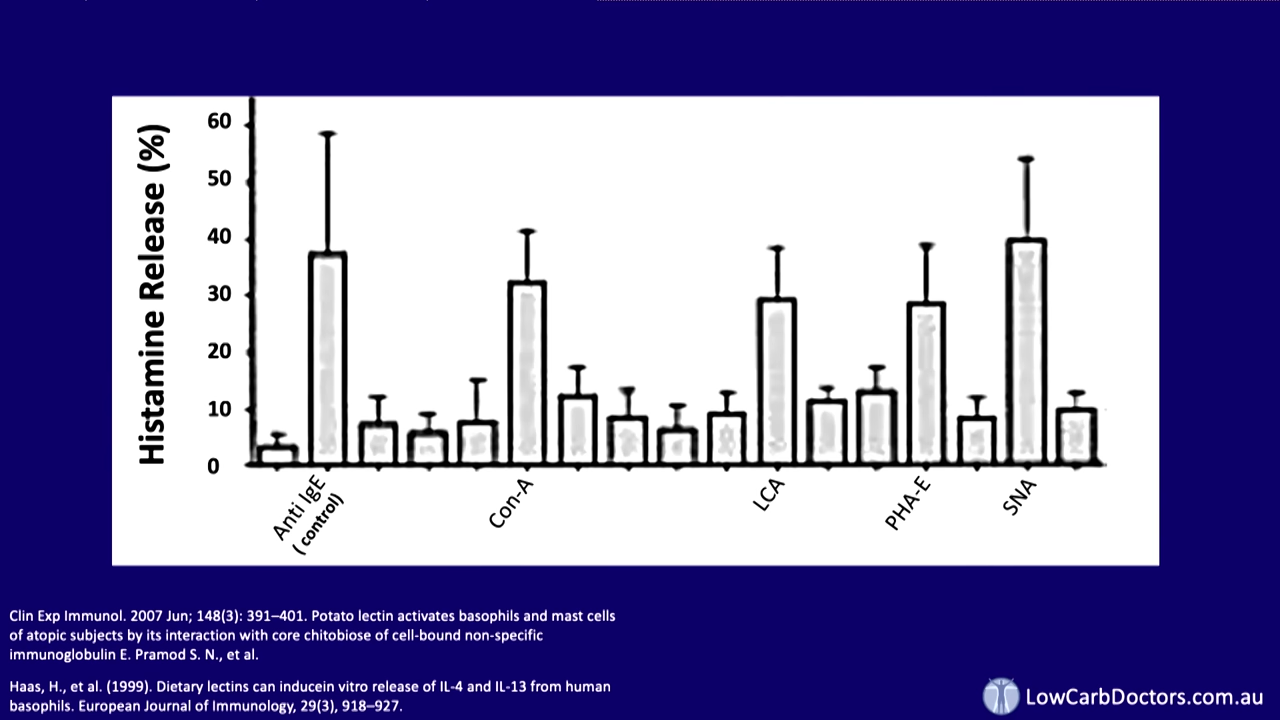 Histamine Release (%)
60
50
40
30
20
10
0
Anti IgE
( control)
Con-A
LCA
PHA-E
SNA
Clin Exp Immunol. 2007 Jun; 148(3): 391–401. Potato lectin activates basophils and mast cells
of atopic subjects by its interaction with core chitobiose of cell-bound non-specific
immunoglobulin E. Pramod S. N., et al.
Haas, H., et al. (1999). Dietary lectins can inducein vitro release of IL-4 and IL-13 from human
basophils. European Journal of Immunology, 29(3), 918–927.
LowCarbDoctors.com.au